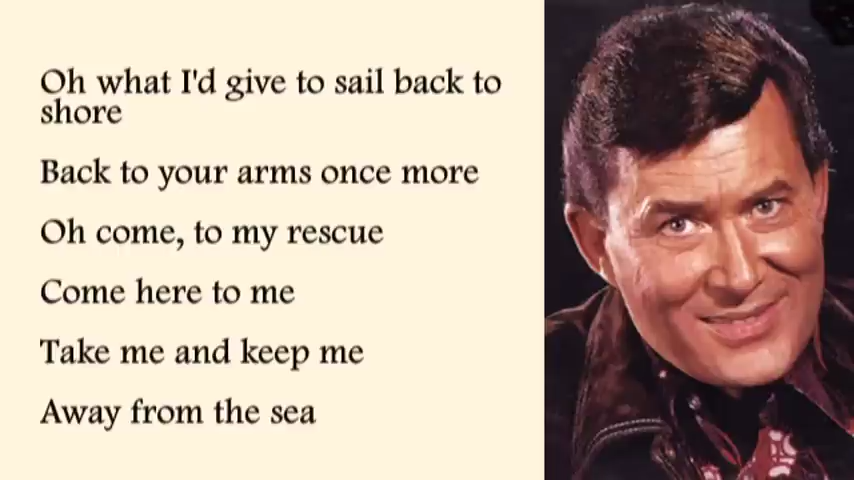 Oh what I'd give to sail back to
shore
Back to your arms once more
Oh come, to my rescue
Come here to me
Take me and keep me
Away from the sea